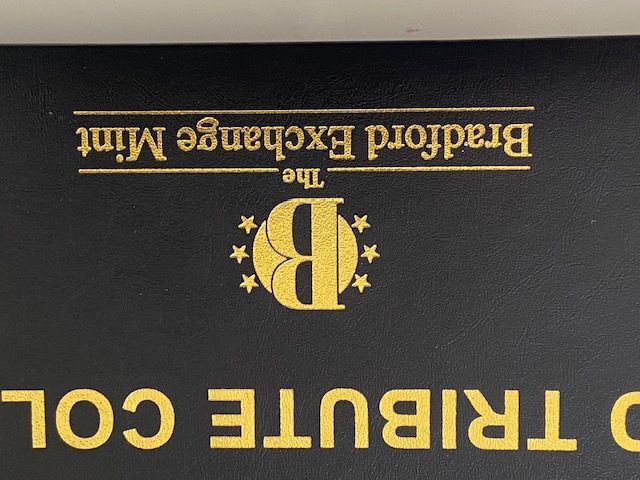 TRIBUTE COL
B
The
Bradford Exchange Mint